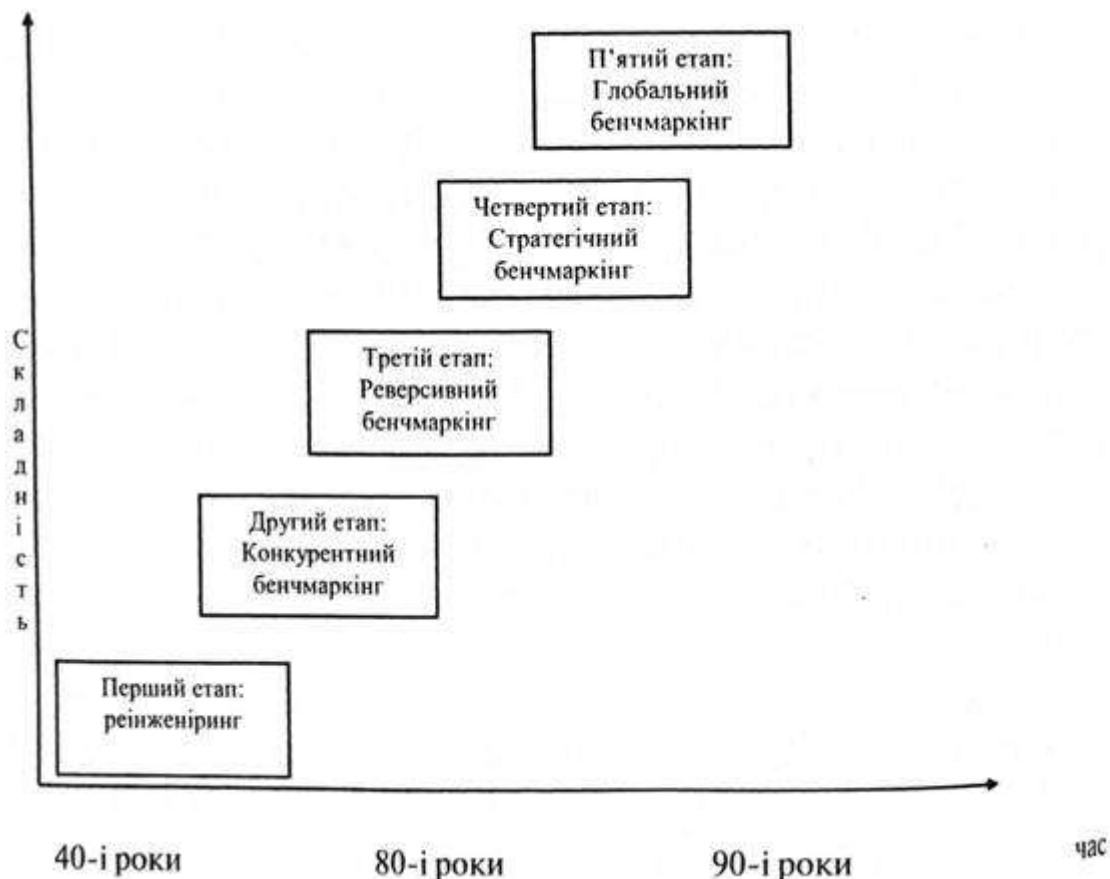 П'ятий етап:
Глобальний
бенчмаркінг
Четвертий етап:
Стратегічний
бенчмаркінг
Складність
Третій етап:
Реверсивний
бенчмаркінг
Другий етап:
Конкурентний
бенчмаркінг
Перший етап:
реінженіринг
40-і роки 80-і роки 90-і роки час